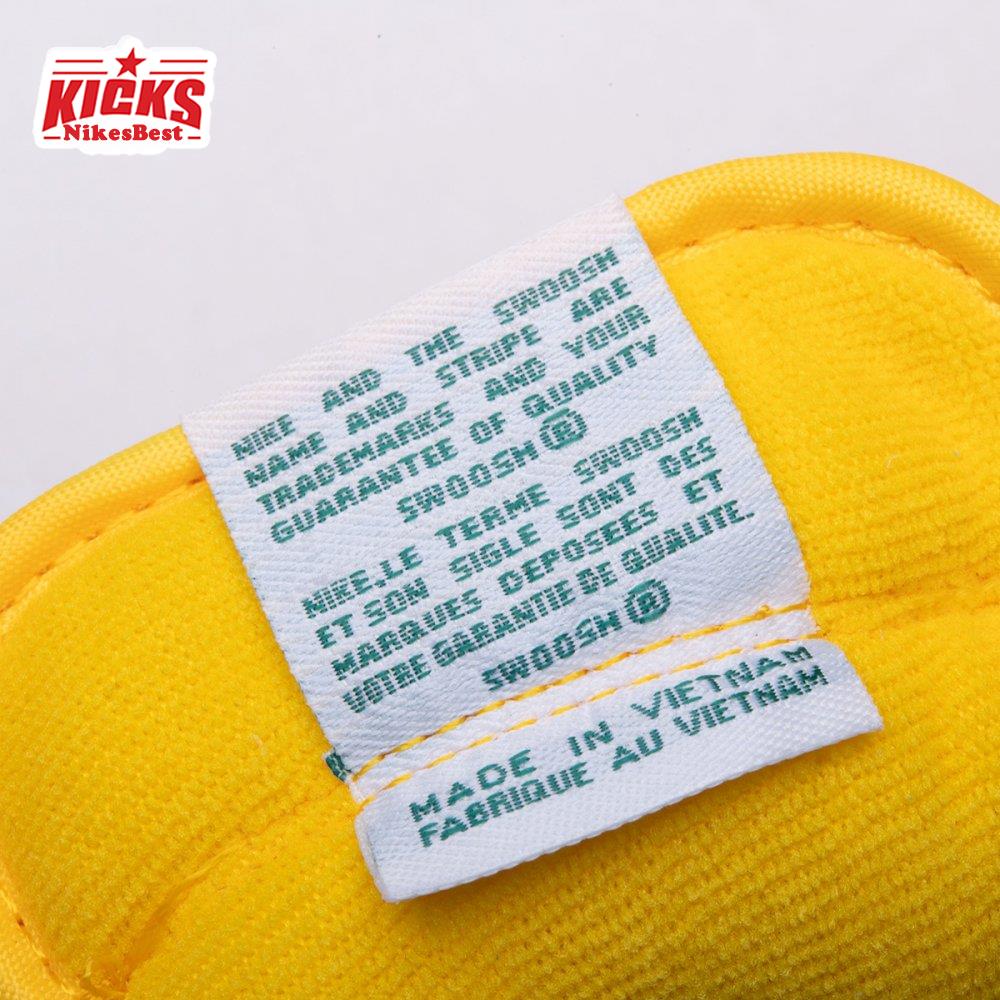 KICKS
NikesBest
NIKE AND THE SWOOSH
NAME AND STRIPE ARE
TRADEMARKS AND YOUR
GUARANTEE OF QUALITY
SWOOSH ®
NIKE.LE TERME SWOOSH
ET SON SIGLE SONT DES
MARQUES DEPOSEES ET
VOTRE GARANTIE DE QUALITE.
SWOOSH ®
MADE IN VIETNAM
FABRIQUE AU VIETNAM